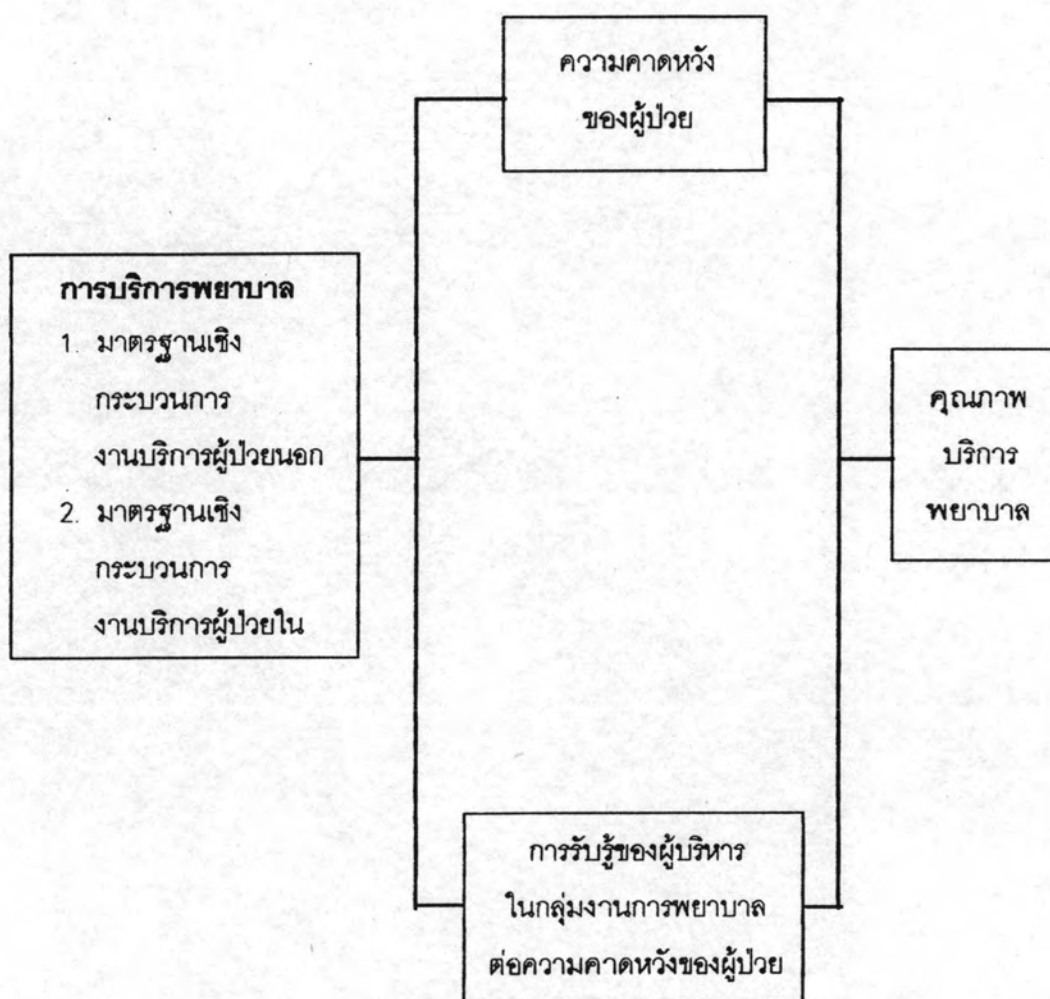 ความคาดหวัง
ของผู้ป่วย
การบริการพยาบาล
1. มาตรฐานเชิง
กระบวนการ
งานบริการผู้ป่วยนอก
2. มาตรฐานเชิง
กระบวนการ
งานบริการผู้ป่วยใน
คุณภาพ
บริการ
พยาบาล
การรับรู้ของผู้บริหาร
ในกลุ่มงานการพยาบาล
ต่อความคาดหวังของผู้ป่วย